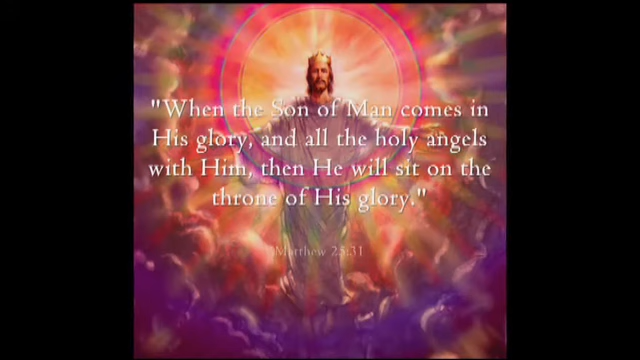 "When the Son of Man comes in
His glory, and all the holy angels
with Him, then He will sit on the
throne of His glory."
Matthew 25:31